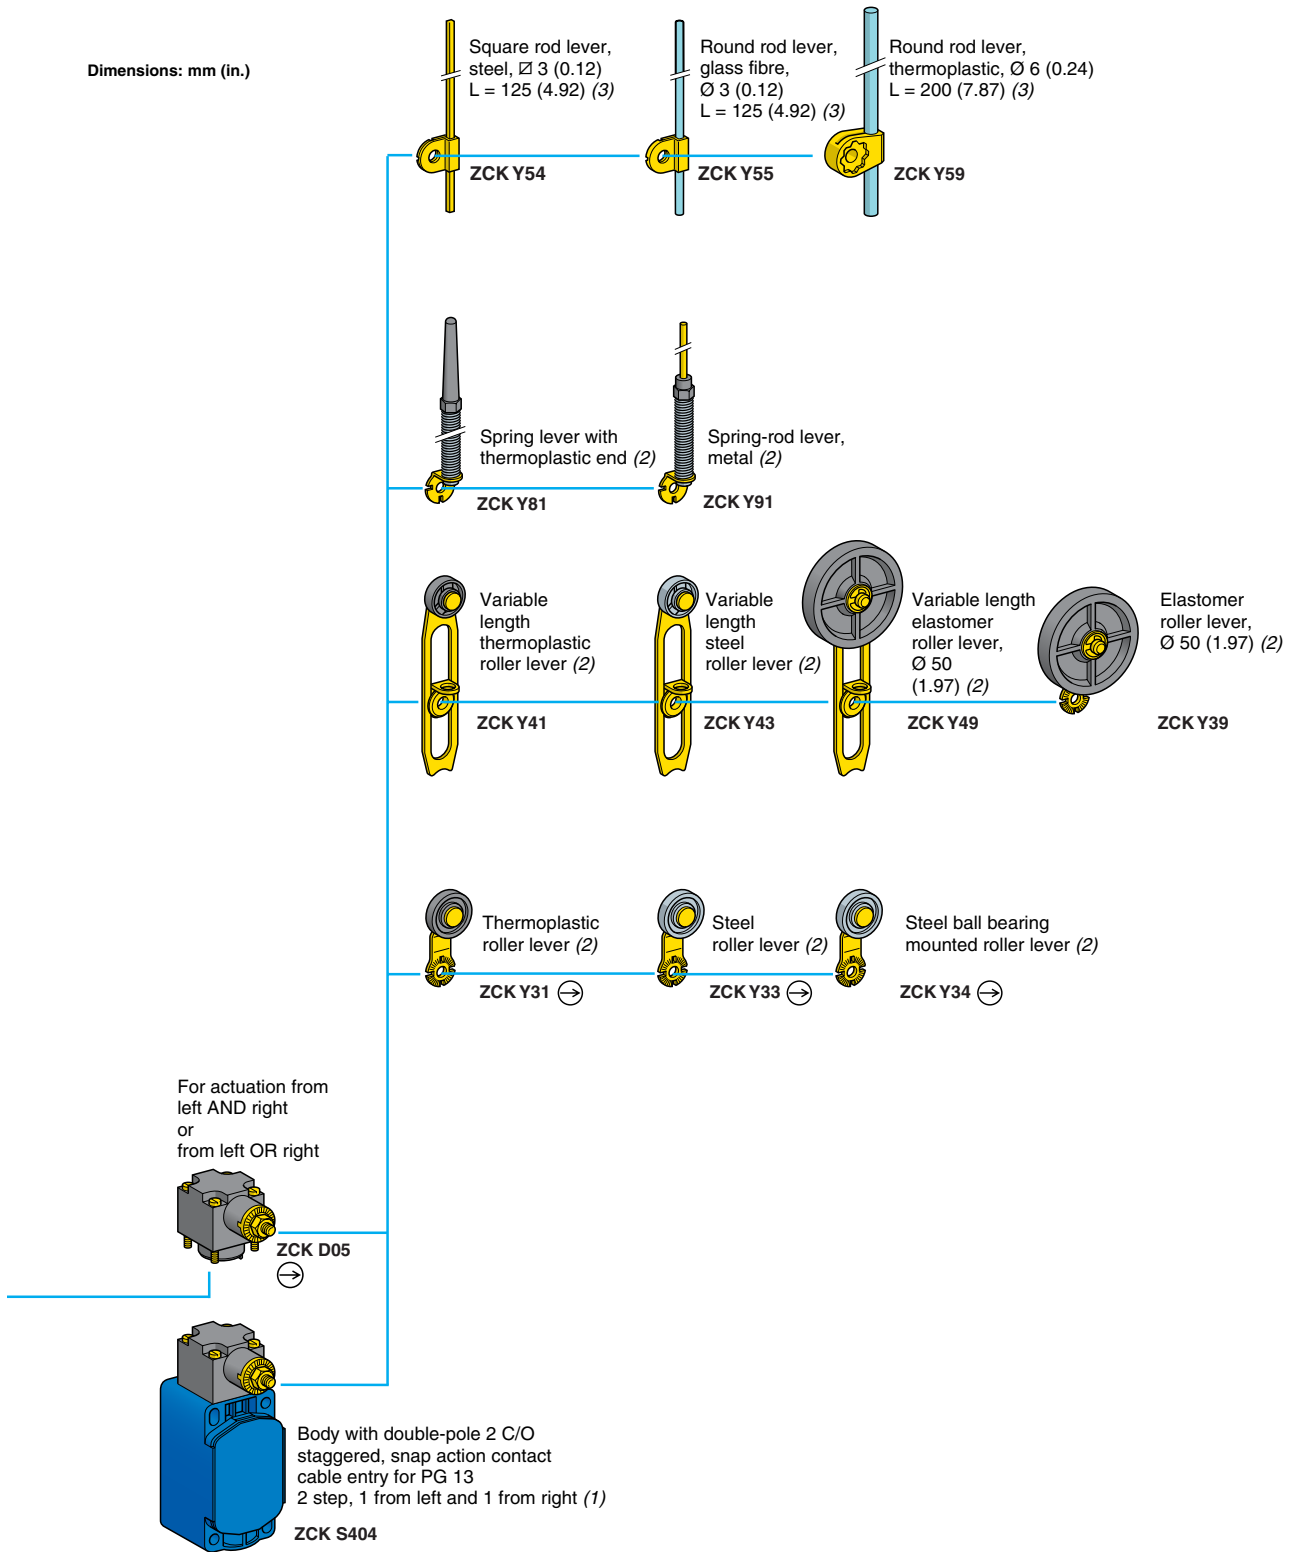 Dimensions: mm (in.)
Square rod lever,
steel, ⍁ 3 (0.12)
L = 125 (4.92) (3)
ZCK Y54
Round rod lever,
glass fibre,
Ø 3 (0.12)
L = 125 (4.92) (3)
ZCK Y55
Round rod lever,
thermoplastic, Ø 6 (0.24)
L = 200 (7.87) (3)
ZCK Y59
Spring lever with
thermoplastic end (2)
ZCK Y81
Spring-rod lever,
metal (2)
ZCK Y91
Variable
length
thermoplastic
roller lever (2)
ZCK Y41
Variable
length
steel
roller lever (2)
ZCK Y43
Variable length
elastomer
roller lever,
Ø 50
(1.97) (2)
ZCK Y49
Elastomer
roller lever,
Ø 50 (1.97) (2)
ZCK Y39
Thermoplastic
roller lever (2)
ZCK Y31
Steel
roller lever (2)
ZCK Y33
Steel ball bearing
mounted roller lever (2)
ZCK Y34
For actuation from
left AND right
or
from left OR right
ZCK D05
Body with double-pole 2 C/O
staggered, snap action contact
cable entry for PG 13
2 step, 1 from left and 1 from right (1)
ZCK S404